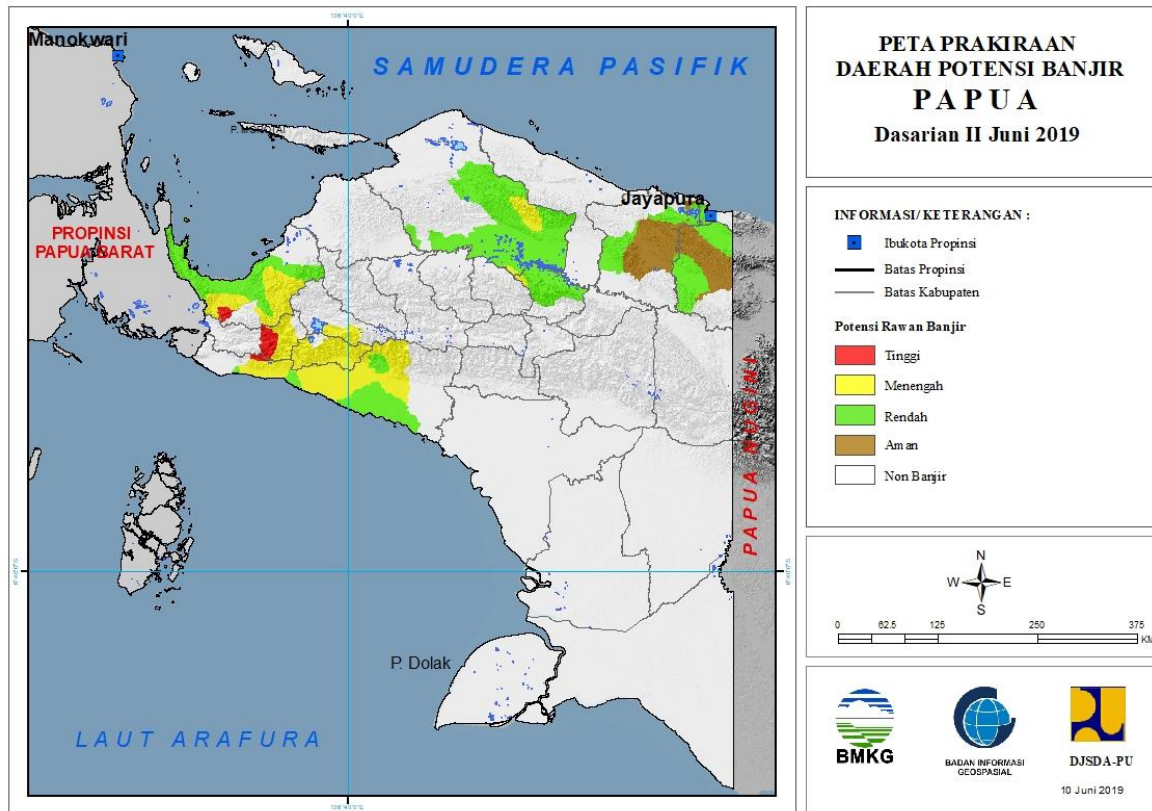 Manokwari
SAMUDERA PASIFIK
Jayapura
PROPINSI
PAPUA BARAT
PAPUA NUGINI
P. Dolak
LAUT ARAFURA
PETA PRAKIRAAN
DAERAH POTENSI BANJIR
PAPUA
Dasarian II Juni 2019
INFORMASI/ KETERANGAN :
Ibukota Propinsi
Batas Propinsi
Batas Kabupaten
Potensi Rawan Banjir
Tinggi
Menengah
Rendah
Aman
Non Banjir
N
W E
S
0 62.5 125 250 375
KM
BMKG
BADAN INFORMASI
GEOSPASIAL
DJSDA-PU
10 Juni 2019